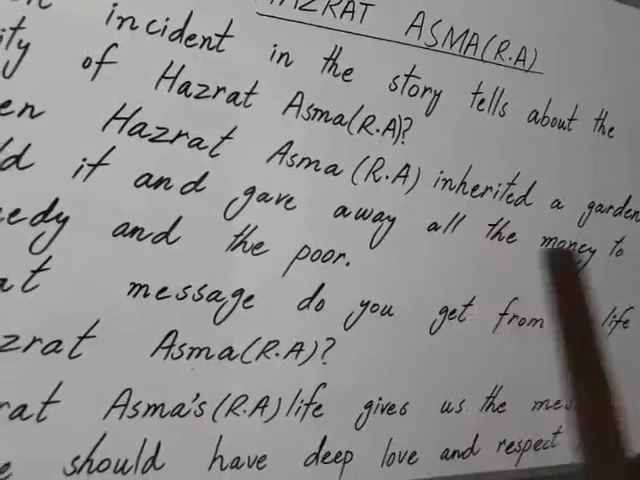 HAZRAT ASMA(R.A)
incident in the story tells about the
of Hazrat Asma(R.A)?
Hazrat Asma (R.A) inherited a garden
it and gave away all the money to
and the poor.
message do you get from life
Asma(R.A)?
Asma's (R.A) life gives us the
should have deep love and respect